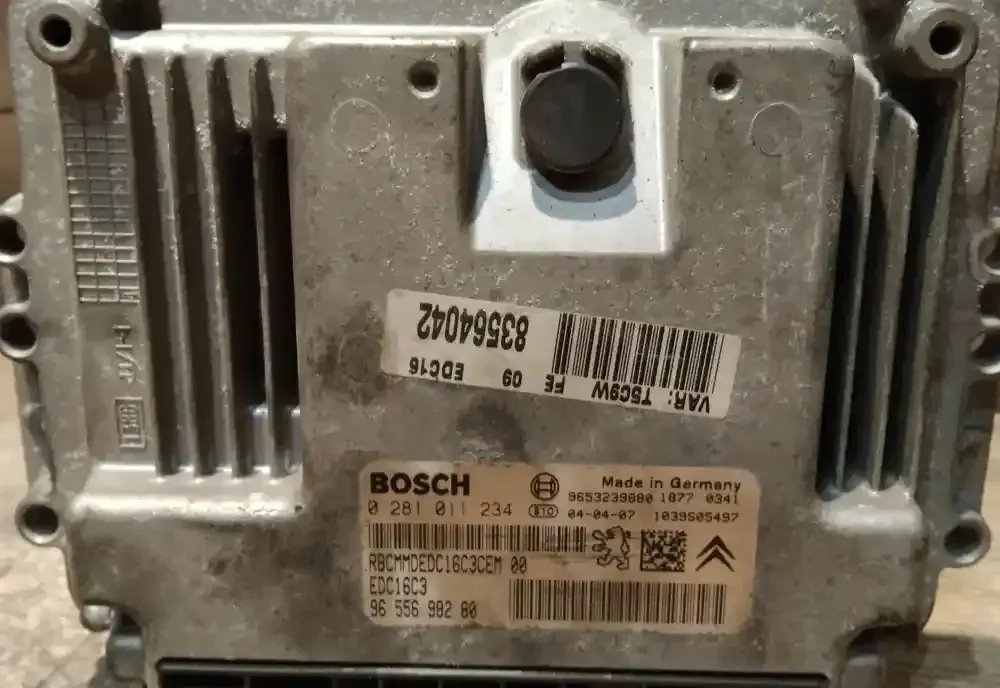 83564042
VAR: T5C9W FE 09 EDC16
BOSCH
Made in Germany
9653239880 1877 0341
0 281 011 234 810 04-04-07 1039S05497
RBCMMDEDC16C3CEM 00
EDC16C3
96 556 982 80